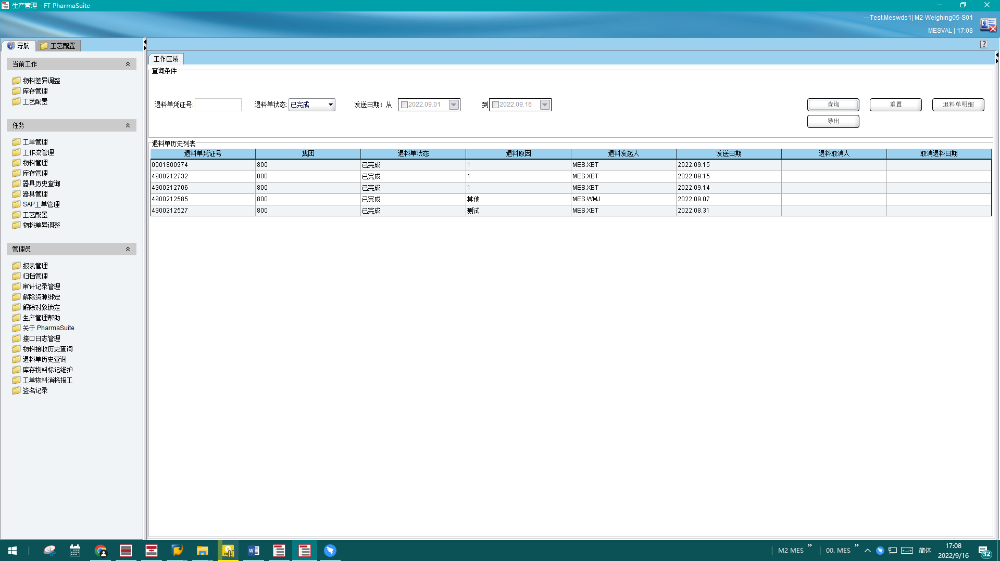 生产管理 - FT PharmaSuite
---Test.Meswds1| M2-Weighing05-S01
MESVAL | 17:08
导航
工艺配置
当前工作
物料差异调整
库存管理
工艺配置
任务
工单管理
工作流管理
物料管理
库存管理
器具历史查询
器具管理
SAP工单管理
工艺配置
物料差异调整
管理员
报表管理
归档管理
审计记录管理
解除资源绑定
解除对象锁定
生产管理帮助
关于 PharmaSuite
接口日志管理
物料接收历史查询
退料单历史查询
库存物料标记维护
工单物料消耗报工
签名记录
?
工作区域
查询条件
退料单凭证号: 退料单状态: 已完成 发送日期: 从 2022.09.01 到 2022.09.16 查询 重置 退料单明细
导出
退料单历史列表
退料单凭证号 集团 退料单状态 退料原因 退料发起人 发送日期 退料取消人 取消退料日期
0001800974 800 已完成 1 MES.XBT 2022.09.15
4900212732 800 已完成 1 MES.XBT 2022.09.15
4900212706 800 已完成 1 MES.XBT 2022.09.14
4900212585 800 已完成 其他 MES.WMJ 2022.09.07
4900212527 800 已完成 测试 MES.XBT 2022.08.31
M2 MES » 00. MES » 简体 17:08
2022/9/16
32